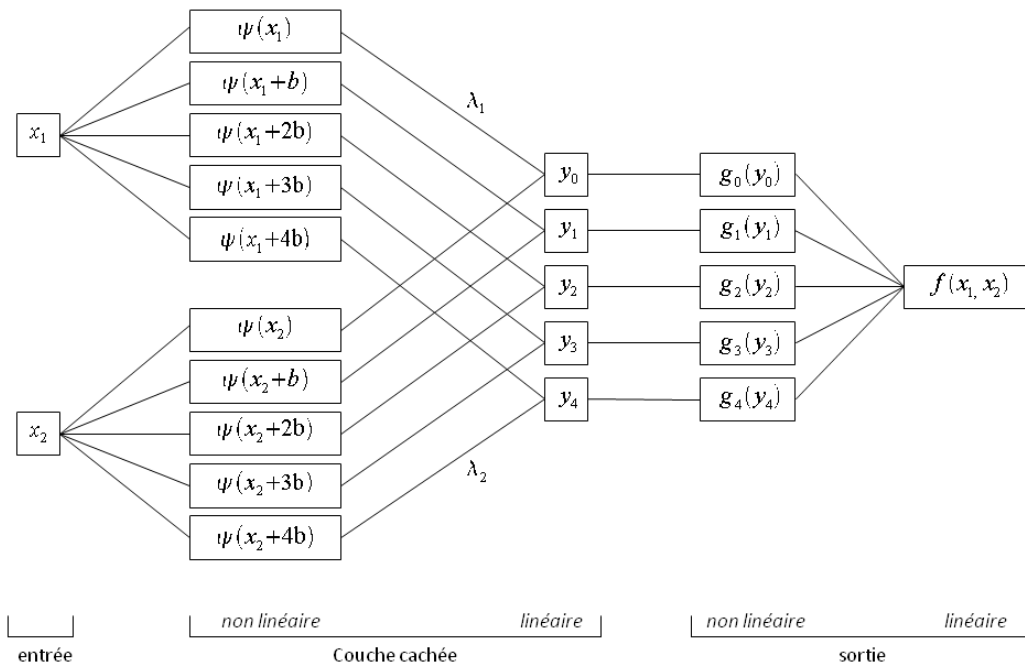 x₁
ψ(x₁)
ψ(x₁+b)
ψ(x₁+2b)
ψ(x₁+3b)
ψ(x₁+4b)
x₂
ψ(x₂)
ψ(x₂+b)
ψ(x₂+2b)
ψ(x₂+3b)
ψ(x₂+4b)
λ₁
λ₂
y₀
y₁
y₂
y₃
y₄
g₀(y₀)
g₁(y₁)
g₂(y₂)
g₃(y₃)
g₄(y₄)
f(x₁, x₂)
non linéaire linéaire non linéaire linéaire
entrée Couche cachée sortie